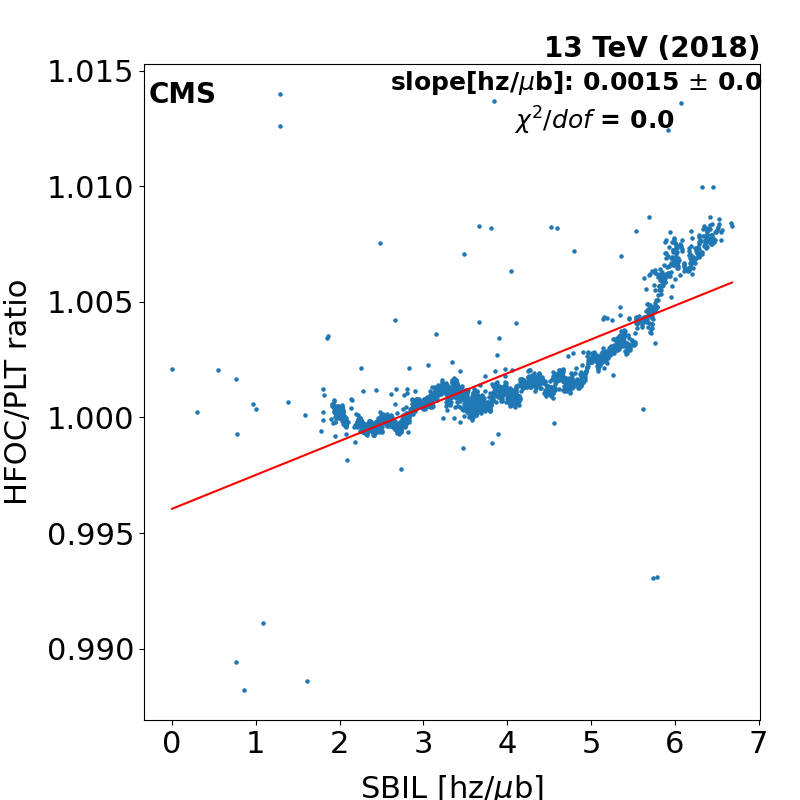 13 TeV (2018)
CMS
slope[hz/μb]: 0.0015 ± 0.0
χ²/dof = 0.0
1.015
1.010
1.005
1.000
0.995
0.990
HFOC/PLT ratio
0 1 2 3 4 5 6 7
SBIL [hz/μb]